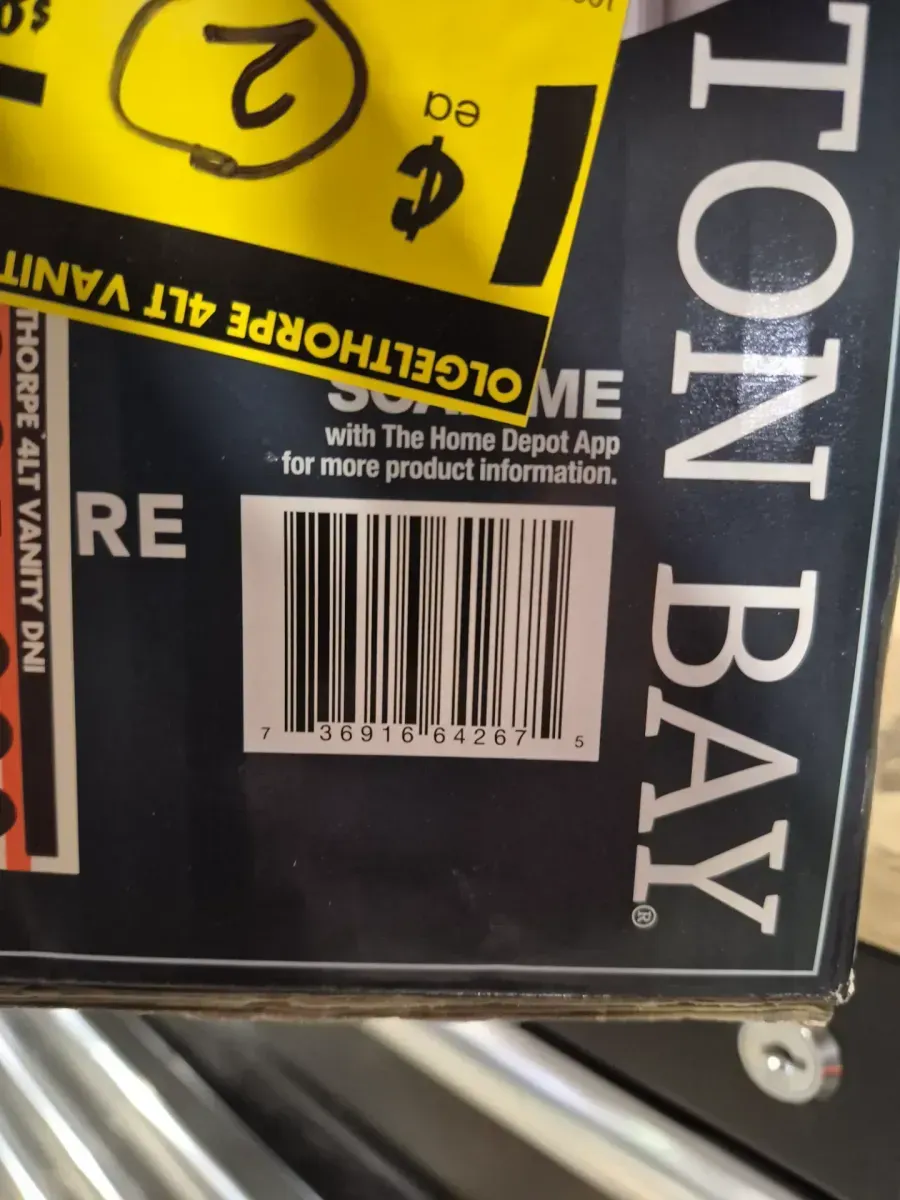 2
ea
¢
OLGELTHORPE 4LT VANIT
ME
with The Home Depot App
for more product information.
RE
THORPE 4LT VANITY DNI
7 36916 64267 5
TON BAY®